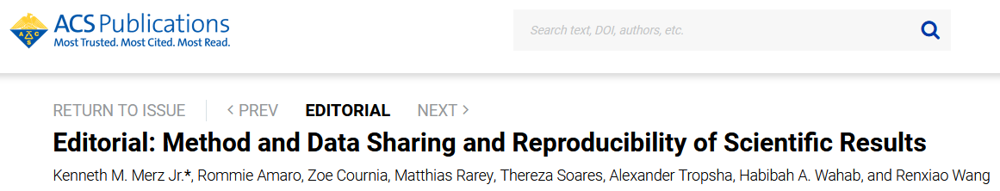 ACS Publications
Most Trusted. Most Cited. Most Read.
Search text, DOI, authors, etc.
RETURN TO ISSUE < PREV EDITORIAL NEXT >
Editorial: Method and Data Sharing and Reproducibility of Scientific Results
Kenneth M. Merz Jr.*, Rommie Amaro, Zoe Cournia, Matthias Rarey, Thereza Soares, Alexander Tropsha, Habibah A. Wahab, and Renxiao Wang